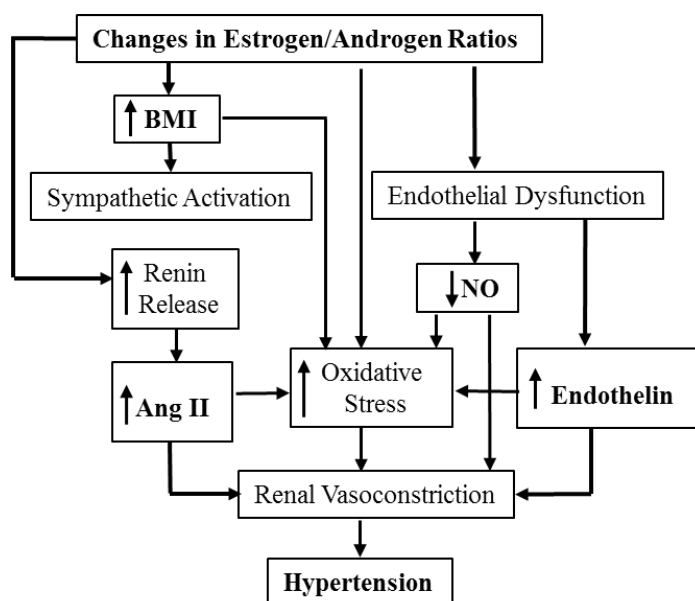 Changes in Estrogen/Androgen Ratios
BMI
Sympathetic Activation
Endothelial Dysfunction
Renin
Release
NO
Oxidative
Stress
Ang II
Endothelin
Renal Vasoconstriction
Hypertension